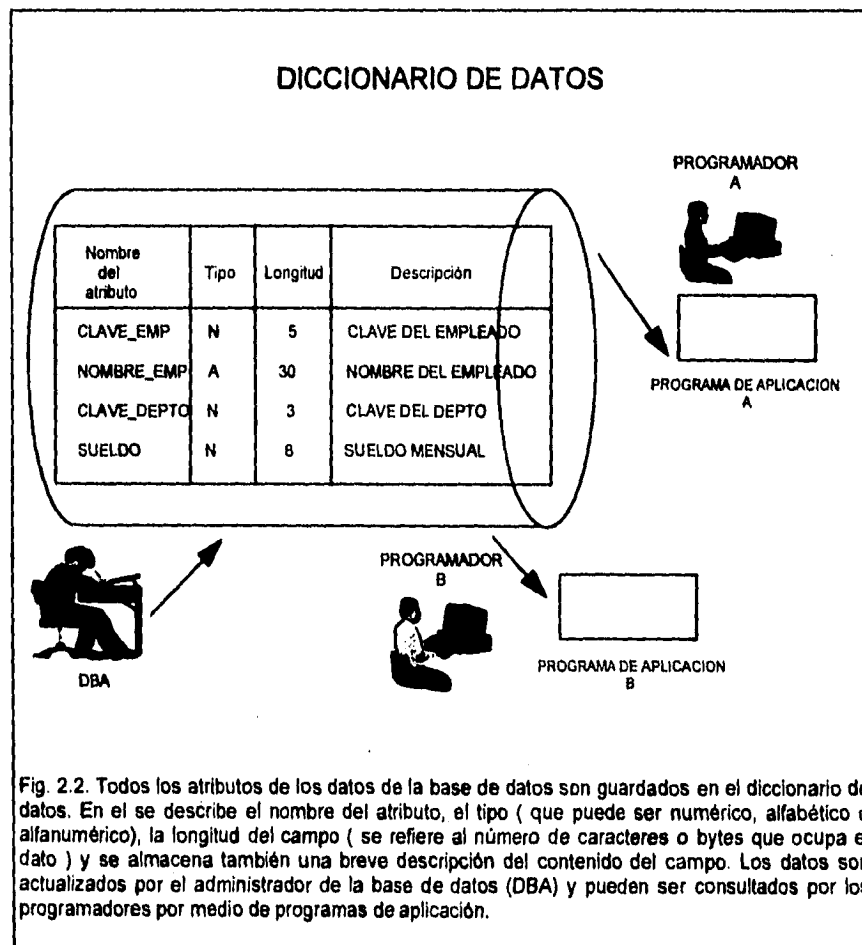 DICCIONARIO DE DATOS
PROGRAMADOR
A
Nombre
del
atributo
Tipo
Longitud
Descripción
CLAVE_EMP N 5 CLAVE DEL EMPLEADO
NOMBRE_EMP A 30 NOMBRE DEL EMPLEADO
CLAVE_DEPTO N 3 CLAVE DEL DEPTO
SUELDO N 8 SUELDO MENSUAL
PROGRAMA DE APLICACION
A
PROGRAMADOR
B
PROGRAMA DE APLICACION
B
DBA
Fig. 2.2. Todos los atributos de los datos de la base de datos son guardados en el diccionario de
datos. En el se describe el nombre del atributo, el tipo ( que puede ser numérico, alfabético
alfanumérico), la longitud del campo ( se refiere al número de caracteres o bytes que ocupa e
dato ) y se almacena también una breve descripción del contenido del campo. Los datos son
actualizados por el administrador de la base de datos (DBA) y pueden ser consultados por los
programadores por medio de programas de aplicación.